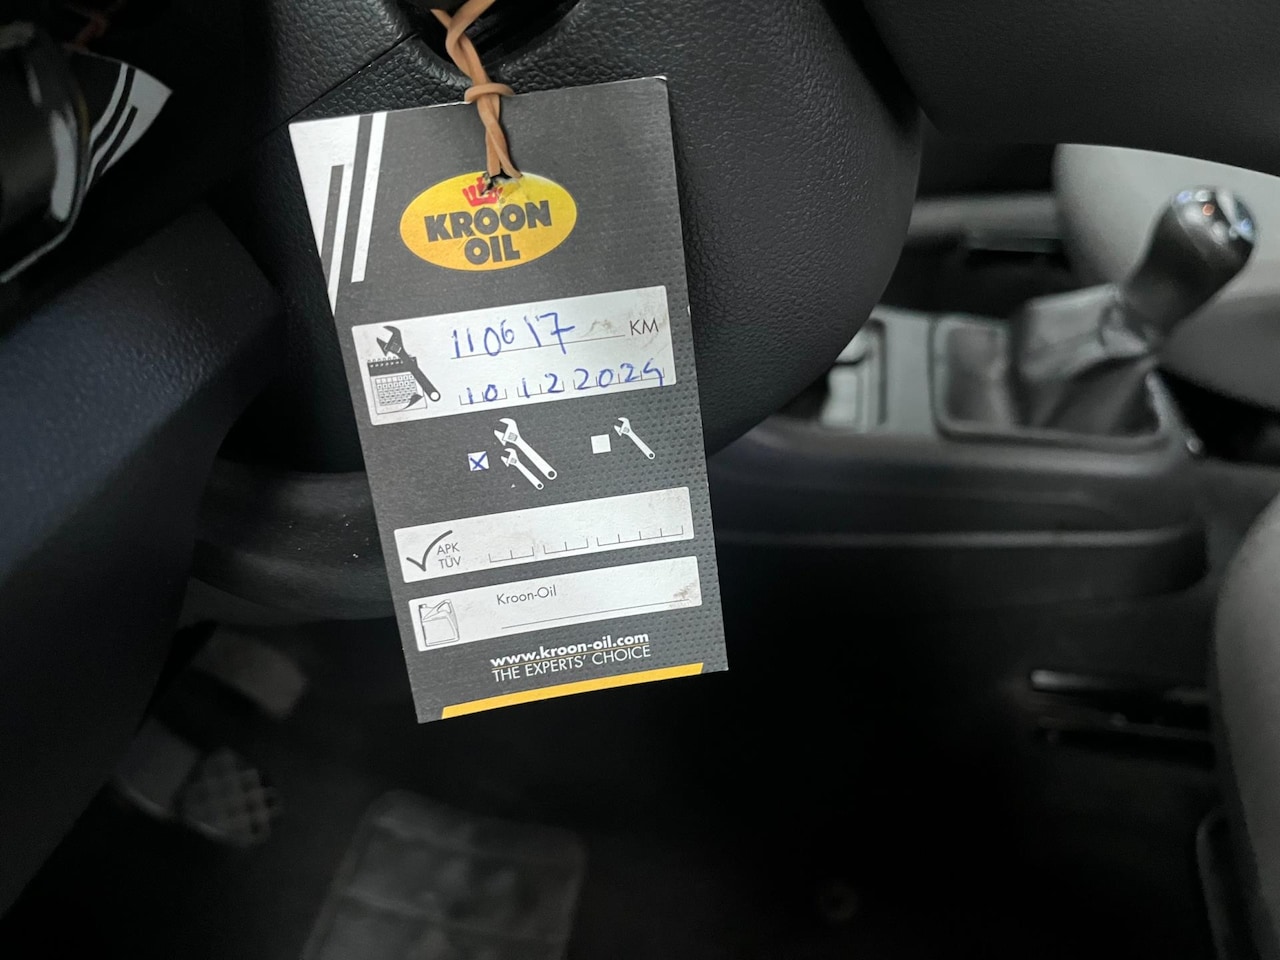 KROON
OIL
110617 KM
10 12 2024
APK
TÜV
Kroon-Oil
www.kroon-oil.com
THE EXPERTS' CHOICE